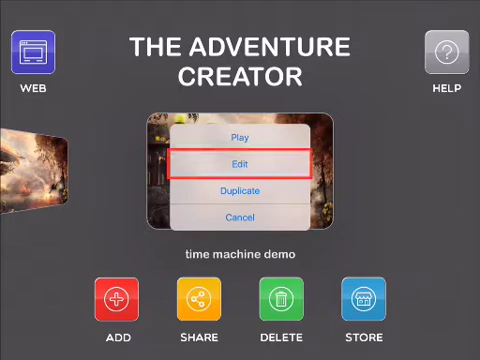 THE ADVENTURE
CREATOR
WEB
HELP
Play
Edit
Duplicate
Cancel
time machine demo
ADD
SHARE
DELETE
STORE